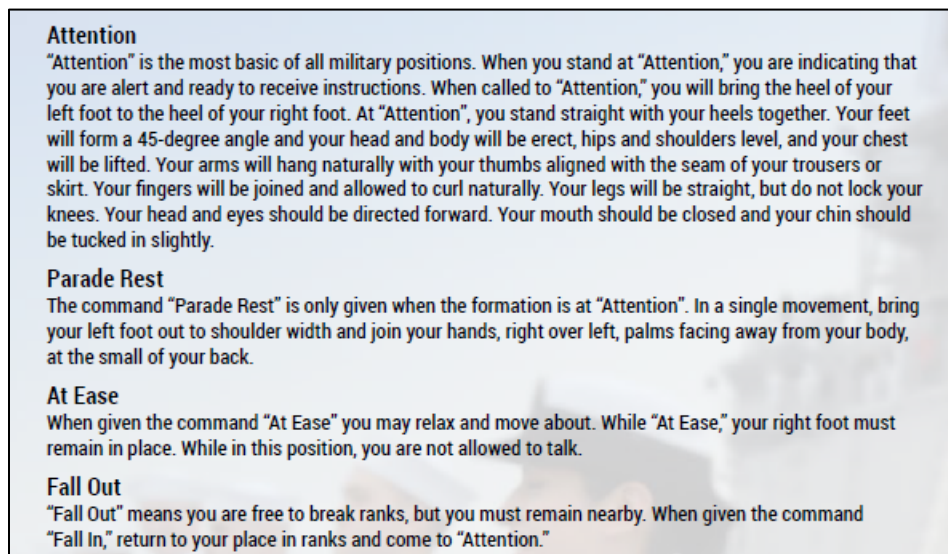 Attention
“Attention” is the most basic of all military positions. When you stand at “Attention,” you are indicating that
you are alert and ready to receive instructions. When called to “Attention,” you will bring the heel of your
left foot to the heel of your right foot. At “Attention”, you stand straight with your heels together. Your feet
will form a 45-degree angle and your head and body will be erect, hips and shoulders level, and your chest
will be lifted. Your arms will hang naturally with your thumbs aligned with the seam of your trousers or
skirt. Your fingers will be joined and allowed to curl naturally. Your legs will be straight, but do not lock your
knees. Your head and eyes should be directed forward. Your mouth should be closed and your chin should
be tucked in slightly.
Parade Rest
The command “Parade Rest” is only given when the formation is at “Attention”. In a single movement, bring
your left foot out to shoulder width and join your hands, right over left, palms facing away from your body,
at the small of your back.
At Ease
When given the command “At Ease” you may relax and move about. While “At Ease,” your right foot must
remain in place. While in this position, you are not allowed to talk.
Fall Out
“Fall Out” means you are free to break ranks, but you must remain nearby. When given the command
“Fall In,” return to your place in ranks and come to “Attention.”